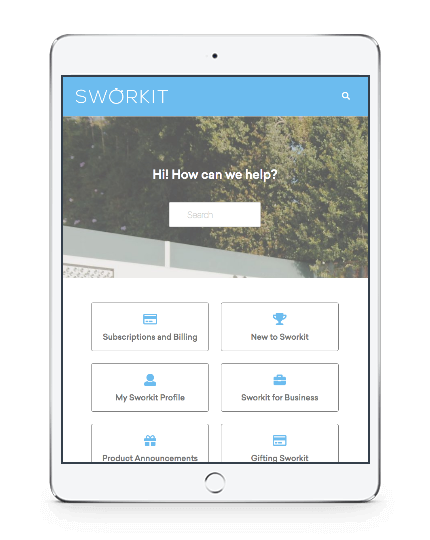 SWORKIT
Hi! How can we help?
Search
Subscriptions and Billing
New to Sworkit
My Sworkit Profile
Sworkit for Business
Product Announcements
Gifting Sworkit